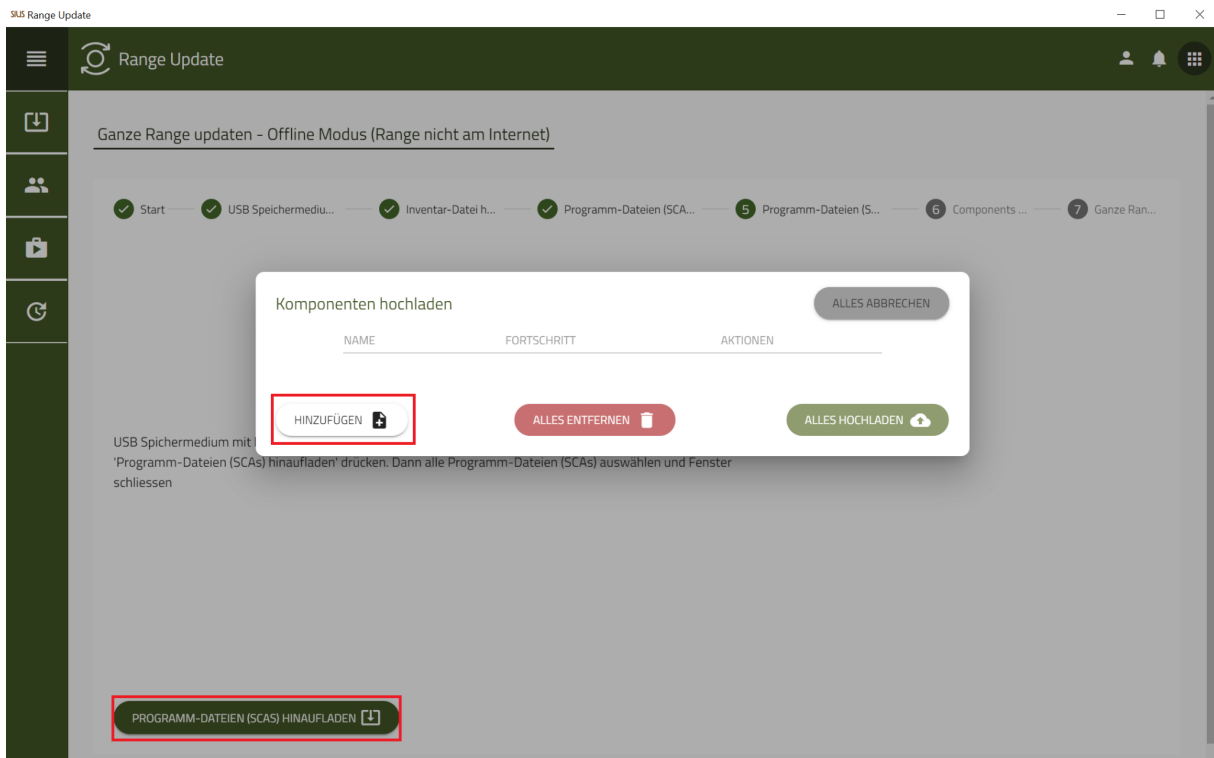 SIUS Range Update
Range Update
Ganze Range updaten - Offline Modus (Range nicht am Internet)
Start
USB Speichermediu...
Inventar-Datei h...
Programm-Dateien (SCA...
5 Programm-Dateien (S...
6 Components ...
7 Ganze Ran...
Komponenten hochladen
ALLES ABBRECHEN
NAME FORTSCHRITT AKTIONEN
HINZUFÜGEN
ALLES ENTFERNEN
ALLES HOCHLADEN
USB Spichermedium mit
'Programm-Dateien (SCAs) hinaufladen' drücken. Dann alle Programm-Dateien (SCAs) auswählen und Fenster
schliessen
PROGRAMM-DATEIEN (SCAS) HINAUFLADEN